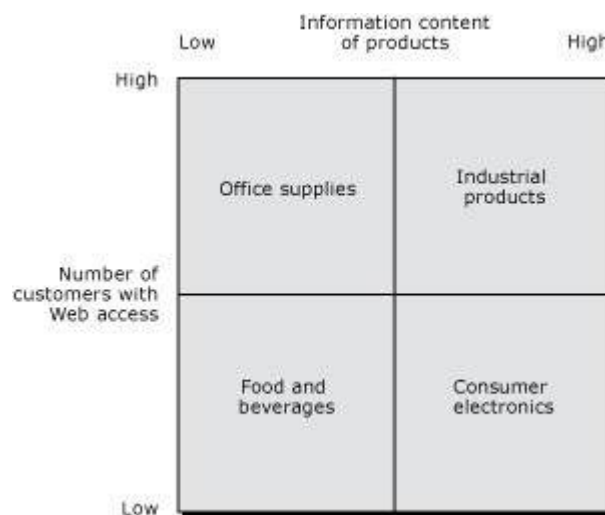 Information content
of products
Low
High
High
Office supplies
Industrial
products
Number of
customers with
Web access
Food and
beverages
Consumer
electronics
Low